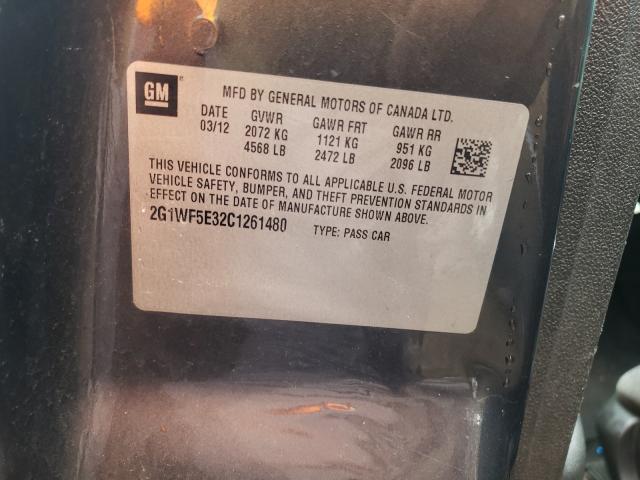 GM
MFD BY GENERAL MOTORS OF CANADA LTD.
DATE GVWR GAWR FRT GAWR RR
03/12 2072 KG 1121 KG 951 KG
4568 LB 2472 LB 2096 LB
THIS VEHICLE CONFORMS TO ALL APPLICABLE U.S. FEDERAL MOTOR
VEHICLE SAFETY, BUMPER, AND THEFT PREVENTION STANDARDS IN
EFFECT ON THE DATE OF MANUFACTURE SHOWN ABOVE.
2G1WF5E32C1261480 TYPE: PASS CAR